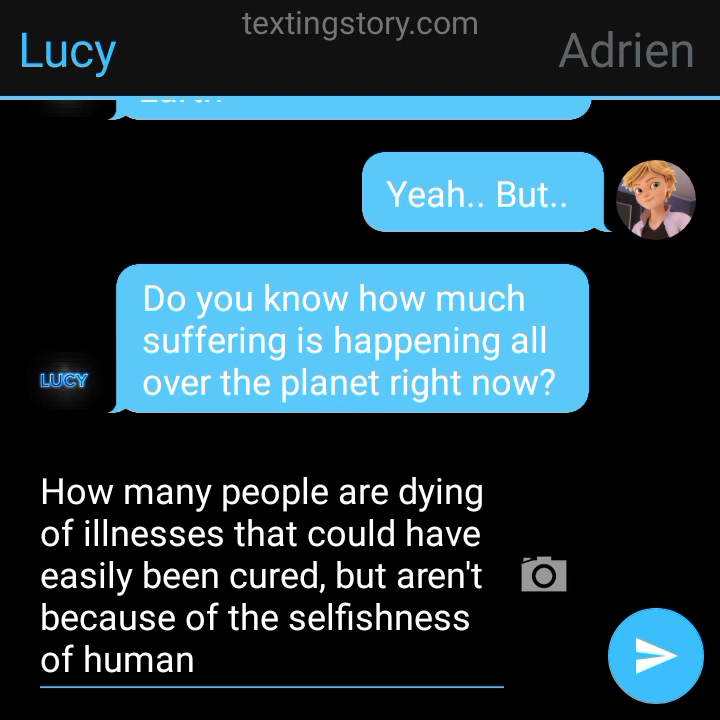 textingstory.com
Lucy
Adrien
Earth
Yeah.. But..
Do you know how much
suffering is happening all
over the planet right now?
LUCY
How many people are dying
of illnesses that could have
easily been cured, but aren't
because of the selfishness
of human